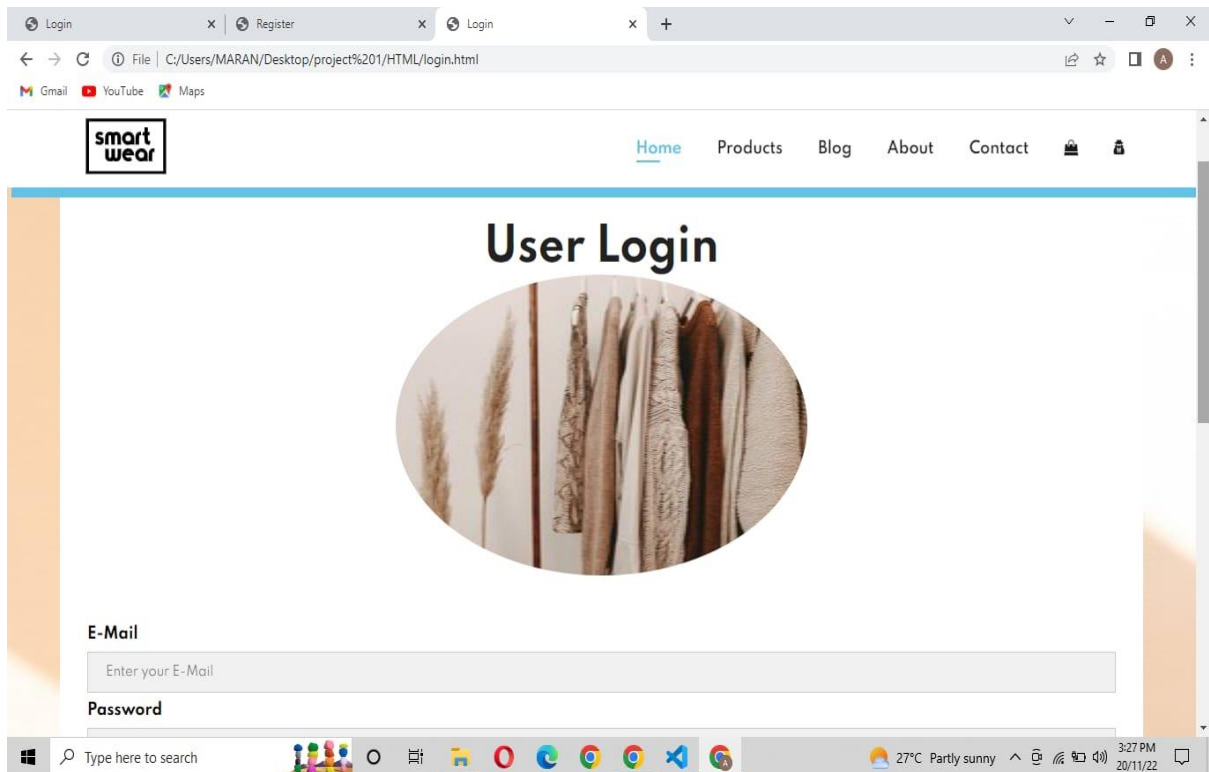 Login
Register
Login
File | C:/Users/MARAN/Desktop/project%201/HTML/login.html
A
Gmail YouTube Maps
smart
wear
Home Products Blog About Contact
User Login
E-Mail
Enter your E-Mail
Password
Type here to search
27°C Partly sunny
3:27 PM
20/11/22